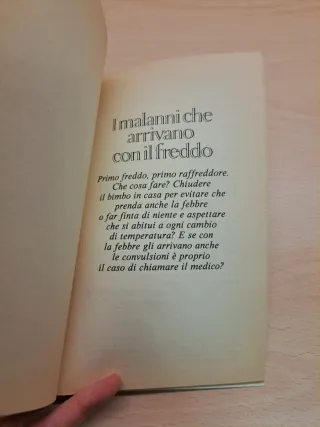 I malanni che
arrivano
con il freddo
Primo freddo, primo raffreddore.
Che cosa fare? Chiudere
il bimbo in casa per evitare che
prenda anche la febbre
o far finta di niente e aspettare
che si abitui a ogni cambio
di temperatura? E se con
la febbre gli arrivano anche
le convulsioni è proprio
il caso di chiamare il medico?